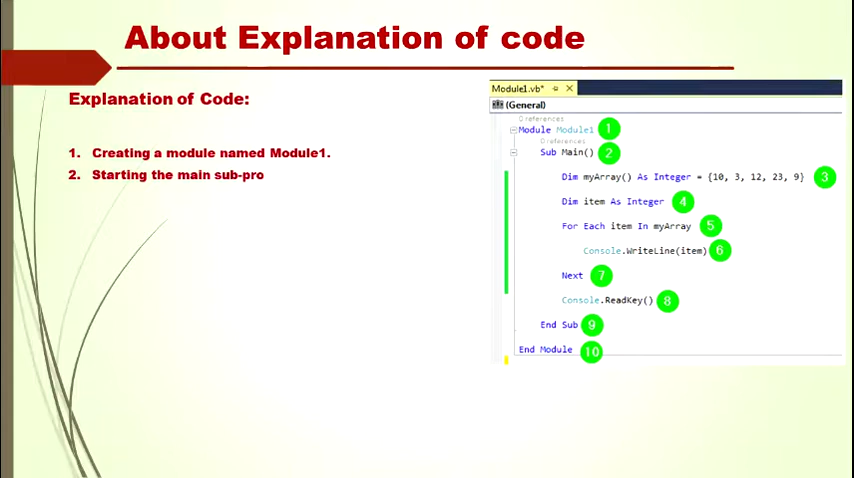 About Explanation of code
Explanation of Code:
1. Creating a module named Module1.
2. Starting the main sub-pro
Module1.vb*
(General)
0 references
Module Module1 1
0 references
Sub Main() 2
Dim myArray() As Integer = {10, 3, 12, 23, 9} 3
Dim item As Integer 4
For Each item In myArray 5
Console.WriteLine(item) 6
Next 7
Console.ReadKey() 8
End Sub 9
End Module 10